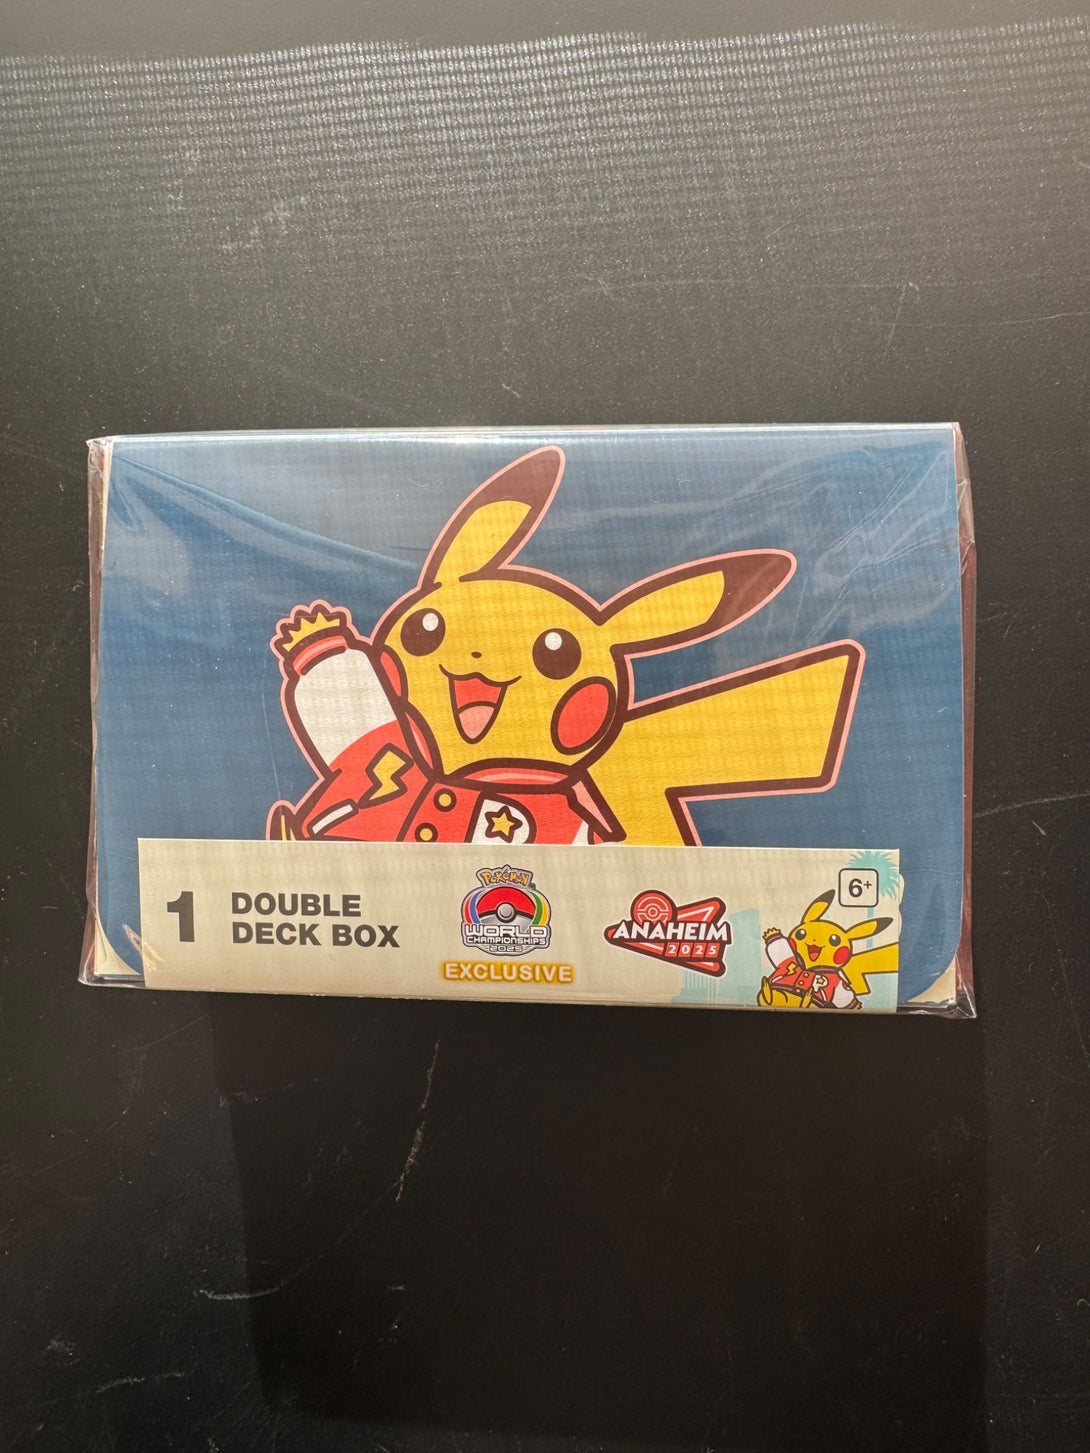 1
DOUBLE
DECK BOX
Pokémon
WORLD
CHAMPIONSHIPS
2025
EXCLUSIVE
ANAHEIM
2025
6+